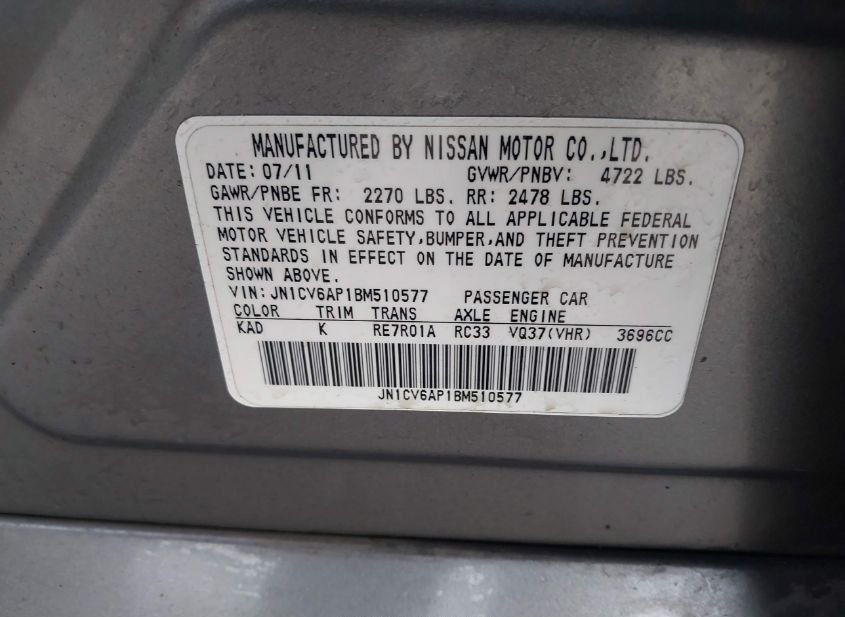 MANUFACTURED BY NISSAN MOTOR CO.,LTD.
DATE: 07/11 GVWR/PNBV: 4722 LBS.
GAWR/PNBE FR: 2270 LBS. RR: 2478 LBS.
THIS VEHICLE CONFORMS TO ALL APPLICABLE FEDERAL
MOTOR VEHICLE SAFETY,BUMPER,AND THEFT PREVENTION
STANDARDS IN EFFECT ON THE DATE OF MANUFACTURE
SHOWN ABOVE.
VIN: JN1CV6AP1BM510577 PASSENGER CAR
COLOR TRIM TRANS AXLE ENGINE
KAD K RE7R01A RC33 VQ37(VHR) 3696CC
JN1CV6AP1BM510577